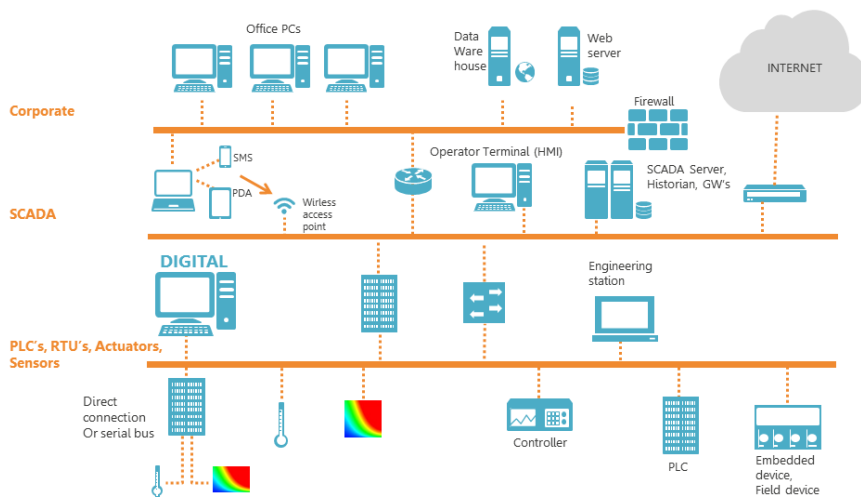 Office PCs
Data
Ware
house
Web
server
INTERNET
Firewall
Corporate
SMS
PDA
Wirless
access
point
Operator Terminal (HMI)
SCADA Server,
Historian, GW's
SCADA
DIGITAL
Engineering
station
PLC's, RTU's, Actuators,
Sensors
Direct
connection
Or serial bus
Controller
PLC
Embedded
device,
Field device